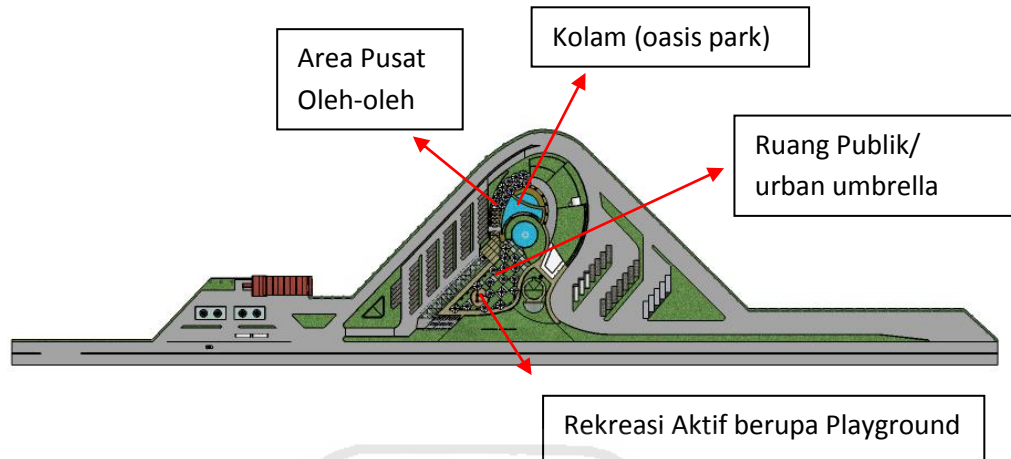 Kolam (oasis park)
Area Pusat
Oleh-oleh
Ruang Publik/
urban umbrella
Rekreasi Aktif berupa Playground